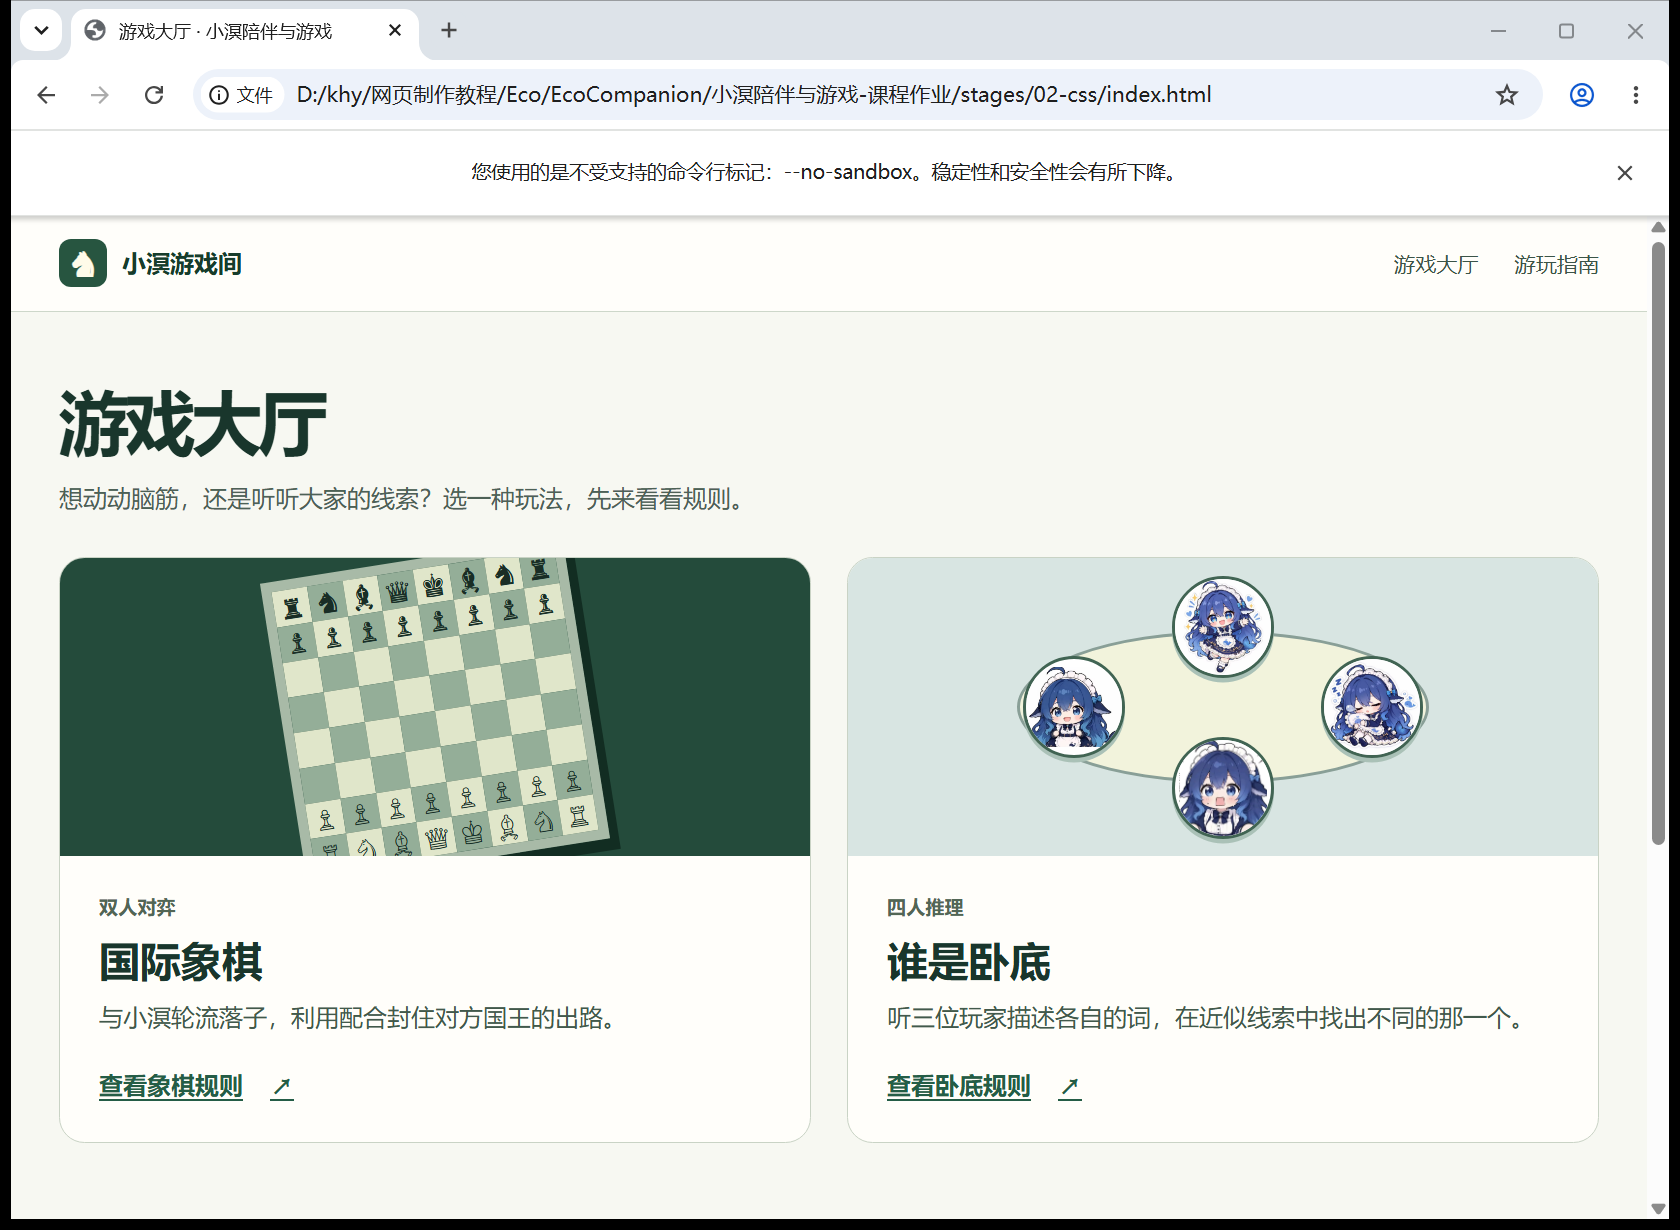 游戏大厅 · 小溟陪伴与游戏
文件
D:/khy/网页制作教程/Eco/EcoCompanion/小溟陪伴与游戏-课程作业/stages/02-css/index.html
您使用的是不受支持的命令行标记：--no-sandbox。稳定性和安全性会有所下降。
小溟游戏间
游戏大厅
游玩指南
游戏大厅
想动动脑筋，还是听听大家的线索？选一种玩法，先来看看规则。
双人对弈
国际象棋
与小溟轮流落子，利用配合封住对方国王的出路。
查看象棋规则 ↗
四人推理
谁是卧底
听三位玩家描述各自的词，在近似线索中找出不同的那一个。
查看卧底规则 ↗